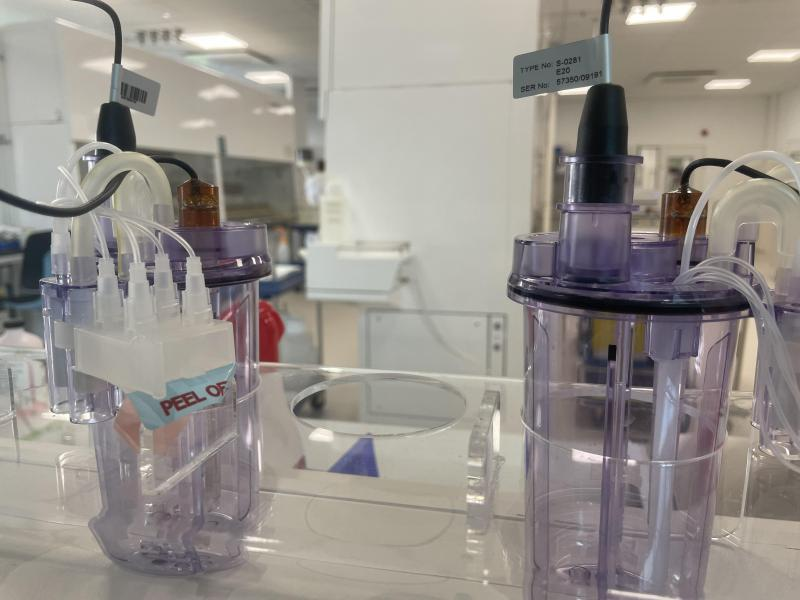 TYPE No: S-0281
E20
SER No: 57350/09191
PEEL OF